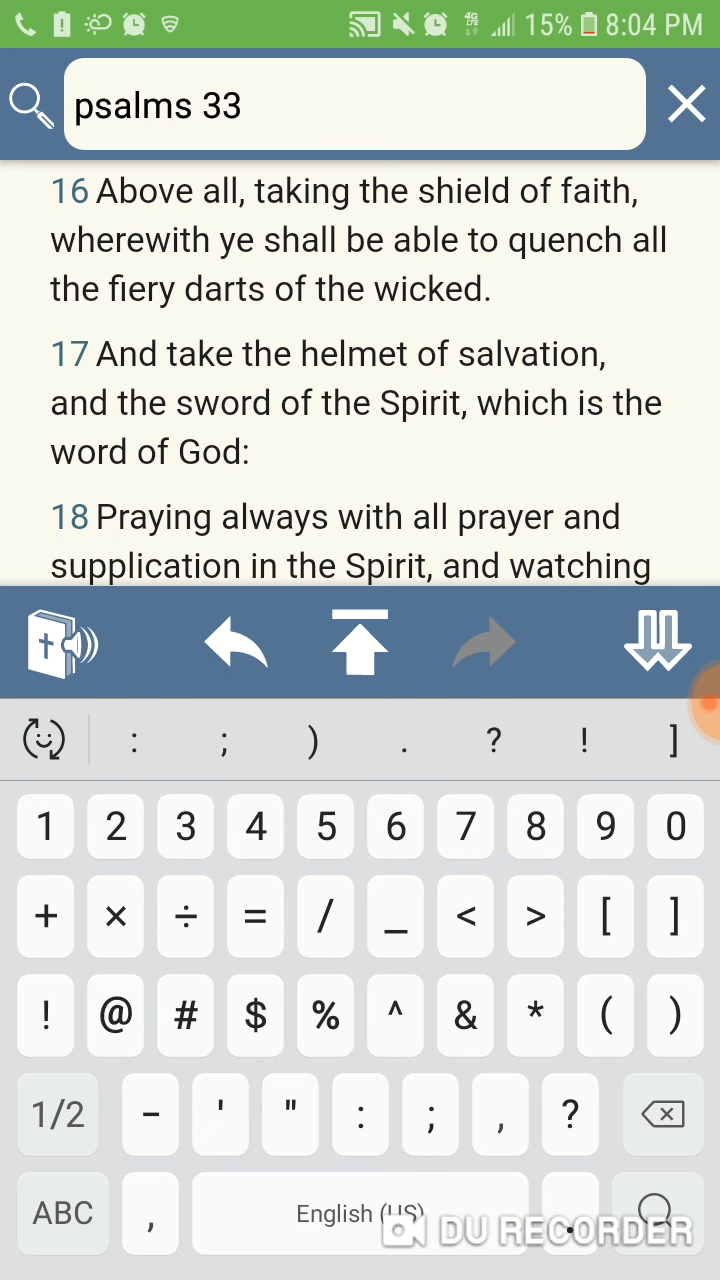 4G LTE 15% 8:04 PM
psalms 33
16 Above all, taking the shield of faith,
wherewith ye shall be able to quench all
the fiery darts of the wicked.
17 And take the helmet of salvation,
and the sword of the Spirit, which is the
word of God:
18 Praying always with all prayer and
supplication in the Spirit, and watching
: ; ) . ? ! ]
1 2 3 4 5 6 7 8 9 0
+ × ÷ = / _ < > [ ]
! @ # $ % ^ & * ( )
1/2 - ' " : ; , ?
ABC , English (US) .
DU RECORDER